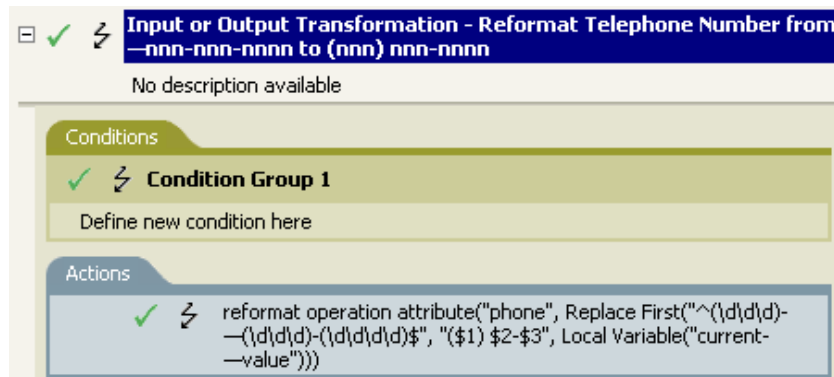 Input or Output Transformation - Reformat Telephone Number from
—nnn-nnn-nnnn to (nnn) nnn-nnnn
No description available
Conditions
Condition Group 1
Define new condition here
Actions
reformat operation attribute("phone", Replace First("^(\d\d\d)-
—(\d\d\d)-(\d\d\d\d)$", "($1) $2-$3", Local Variable("current-
—value")))